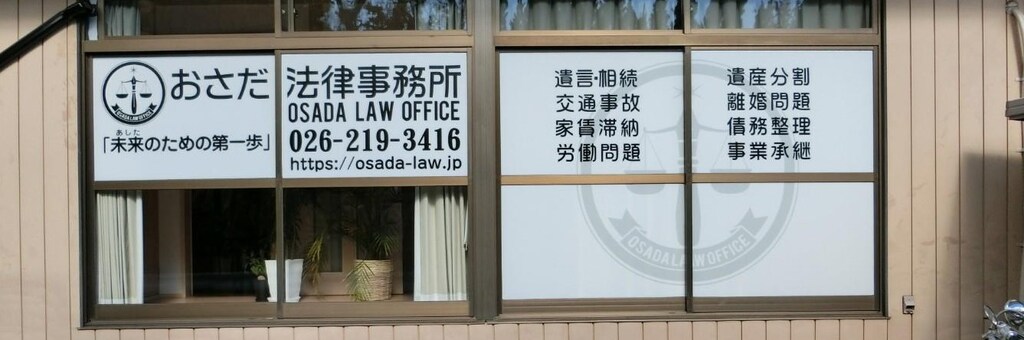 おさだ 法律事務所
OSADA LAW OFFICE
026-219-3416
あした
「未来のための第一歩」
https://osada-law.jp
OSADA LAW OFFICE
遺言・相続
交通事故
家賃滞納
労働問題
遺産分割
離婚問題
債務整理
事業承継
OSADA LAW OFFICE